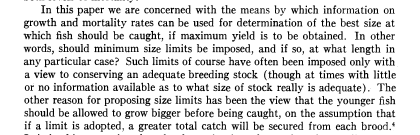 In this paper we are concerned with the means by which information on
growth and mortality rates can be used for determination of the best size at
which fish should be caught, if maximum yield is to be obtained. In other
words, should minimum size limits be imposed, and if so, at what length in
any particular case? Such limits of course have often been imposed only with
a view to conserving an adequate breeding stock (though at times with little
or no information available as to what size of stock really is adequate). The
other reason for proposing size limits has been the view that the younger fish
should be allowed to grow bigger before being caught, on the assumption that
if a limit is adopted, a greater total catch will be secured from each brood.⁶